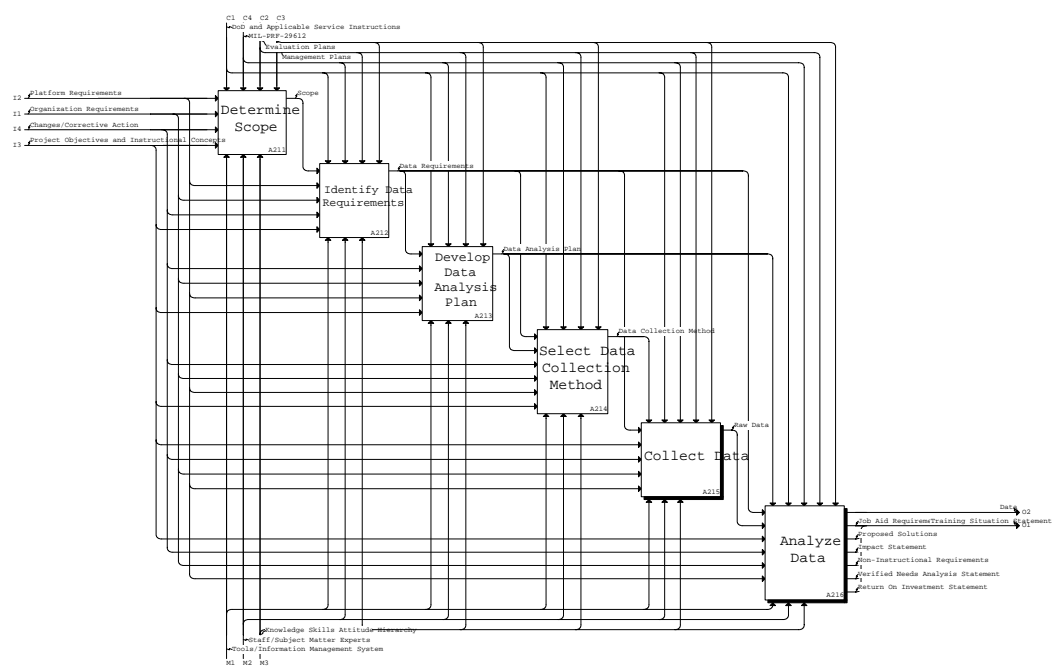 C1 C4 C2 C3
DoD and Applicable Service Instructions
MIL-PRF-29612
Evaluation Plans
Management Plans
I2 Platform Requirements
Scope
I1 Organization Requirements
Determine
Scope
A211
I4 Changes/Corrective Action
I3 Project Objectives and Instructional Concepts
Data Requirements
Identify Data
Requirements
A212
Data Analysis Plan
Develop
Data
Analysis
Plan
A213
Data Collection Method
Select Data
Collection
Method
A214
Raw Data
Collect Data
A215
Data O2
Job Aid Requireme
Training Situation Statement
O1
Analyze
Data
A216
Proposed Solutions
Impact Statement
Non-Instructional Requirements
Verified Needs Analysis Statement
Return On Investment Statement
Knowledge Skills Attitude Hierarchy
Staff/Subject Matter Experts
Tools/Information Management System
M1 M2 M3